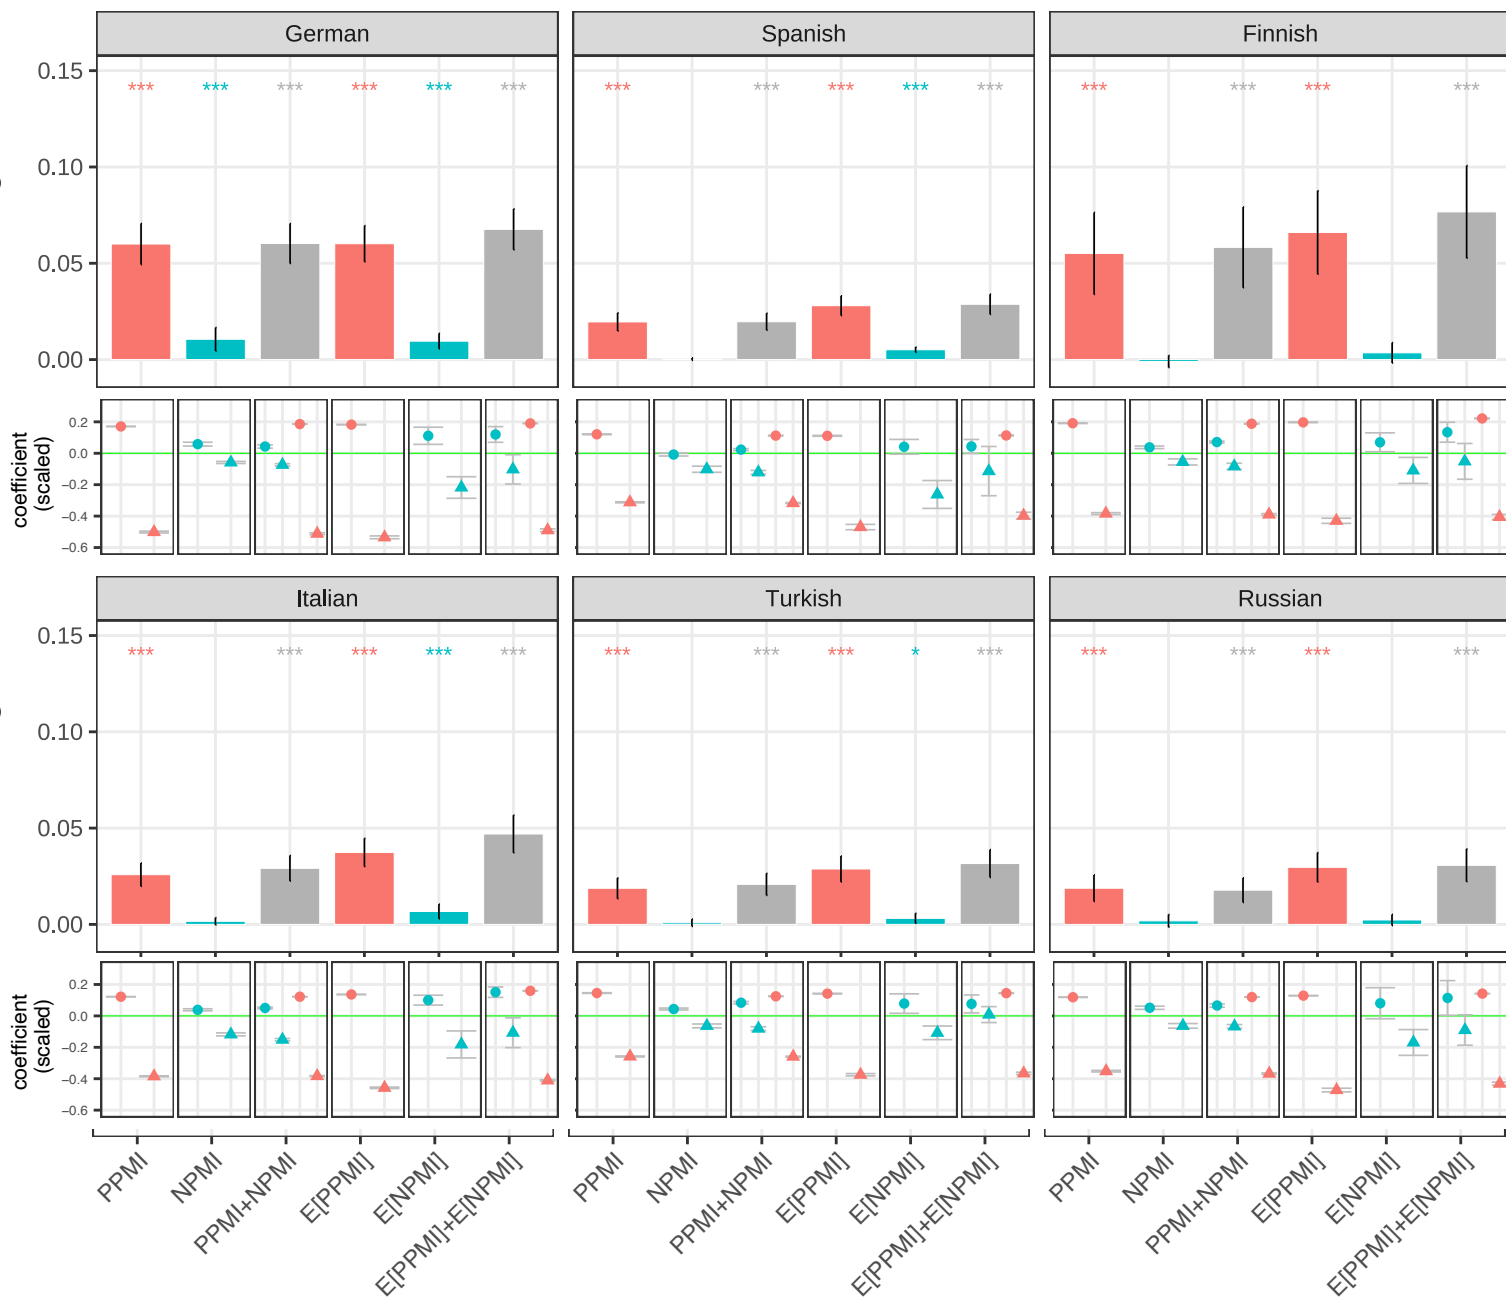 German Spanish Finnish
0.15
*** *** *** *** *** ***
*** *** *** *** ***
*** *** *** ***
0.10
0.05
0.00
coefficient
(scaled)
0.2
0.0
−0.2
−0.4
−0.6
Italian Turkish Russian
0.15
*** *** *** *** ***
*** *** *** * ***
*** *** *** ***
0.10
0.05
0.00
coefficient
(scaled)
0.2
0.0
−0.2
−0.4
−0.6
PPMI
NPMI
PPMI+NPMI
E[PPMI]
E[NPMI]
E[PPMI]+E[NPMI]
PPMI
NPMI
PPMI+NPMI
E[PPMI]
E[NPMI]
E[PPMI]+E[NPMI]
PPMI
NPMI
PPMI+NPMI
E[PPMI]
E[NPMI]
E[PPMI]+E[NPMI]